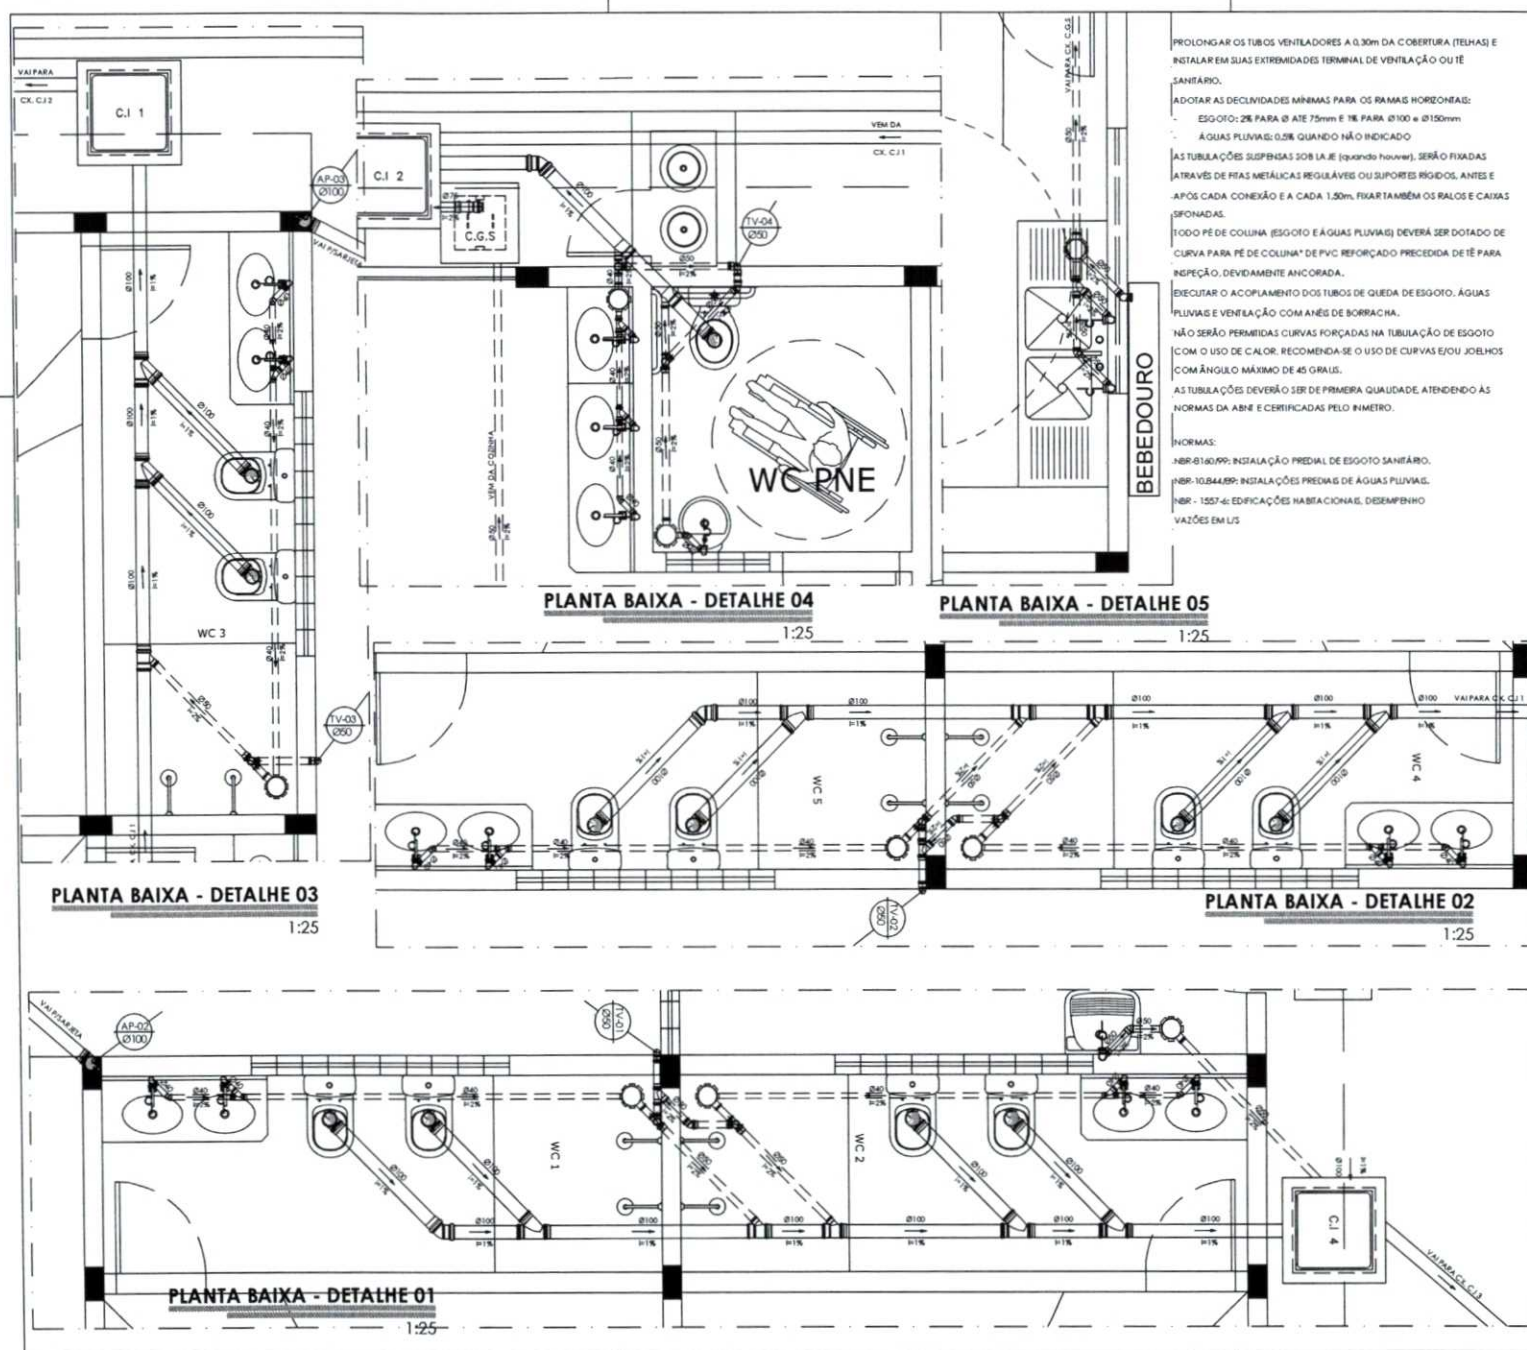 PROLONGAR OS TUBOS VENTILADORES A 0,30m DA COBERTURA (TELHAS) E
INSTALAR EM SUAS EXTREMIDADES TERMINAL DE VENTILAÇÃO OU TÊ
SANITÁRIO.
ADOTAR AS DECLIVIDADES MÍNIMAS PARA OS RAMAIS HORIZONTAIS:
- ESGOTO: 2% PARA Ø ATE 75mm E 1% PARA Ø100 e Ø150mm
- ÁGUAS PLUVIAIS: 0,5% QUANDO NÃO INDICADO
AS TUBULAÇÕES SUSPENSAS SOB LAJE (quando houver), SERÃO FIXADAS
ATRAVÉS DE FITAS METÁLICAS REGULÁVEIS OU SUPORTES RÍGIDOS, ANTES E
APÓS CADA CONEXÃO E A CADA 1,50m, FIXAR TAMBÉM OS RALOS E CAIXAS
SIFONADAS.
TODO PÉ DE COLUNA (ESGOTO E ÁGUAS PLUVIAIS) DEVERÁ SER DOTADO DE
CURVA PARA PÉ DE COLUNA" DE PVC REFORÇADO PRECEDIDA DE TÊ PARA
INSPEÇÃO, DEVIDAMENTE ANCORADA.
EXECUTAR O ACOPLAMENTO DOS TUBOS DE QUEDA DE ESGOTO, ÁGUAS
PLUVIAIS E VENTILAÇÃO COM ANÉIS DE BORRACHA.
NÃO SERÃO PERMITIDAS CURVAS FORÇADAS NA TUBULAÇÃO DE ESGOTO
COM O USO DE CALOR. RECOMENDA-SE O USO DE CURVAS E/OU JOELHOS
COM ÂNGULO MÁXIMO DE 45 GRAUS.
AS TUBULAÇÕES DEVERÃO SER DE PRIMEIRA QUALIDADE, ATENDENDO ÀS
NORMAS DA ABNT E CERTIFICADAS PELO INMETRO.
NORMAS:
-NBR-8160/99: INSTALAÇÃO PREDIAL DE ESGOTO SANITÁRIO.
-NBR-10.844/89: INSTALAÇÕES PREDIAIS DE ÁGUAS PLUVIAIS.
NBR - 1557-6: EDIFICAÇÕES HABITACIONAIS, DESEMPENHO
VAZÕES EM L/S
VAI PARA
CX. C.I 2
C.I 1
AP-03
Ø100
VAI P/SARJETA
WC 3
TV-03
Ø50
PLANTA BAIXA - DETALHE 03
1:25
C.I 2
C.G.S
VEM DA
CX. C.I 1
TV-04
Ø50
VEM DA COZINHA
WC PNE
PLANTA BAIXA - DETALHE 04
1:25
VAI PARA CX. C.G.S
BEBEDOURO
PLANTA BAIXA - DETALHE 05
1:25
Ø100
I=1%
WC 5
WC 4
VAI PARA CX. C.I 1
TV-02
Ø50
PLANTA BAIXA - DETALHE 02
1:25
VAI P/SARJETA
AP-02
Ø100
TV-01
Ø50
Ø40
I=2%
WC 1
WC 2
Ø100
I=1%
C.I 4
VAI PARA CX. C.I 3
PLANTA BAIXA - DETALHE 01
1:25